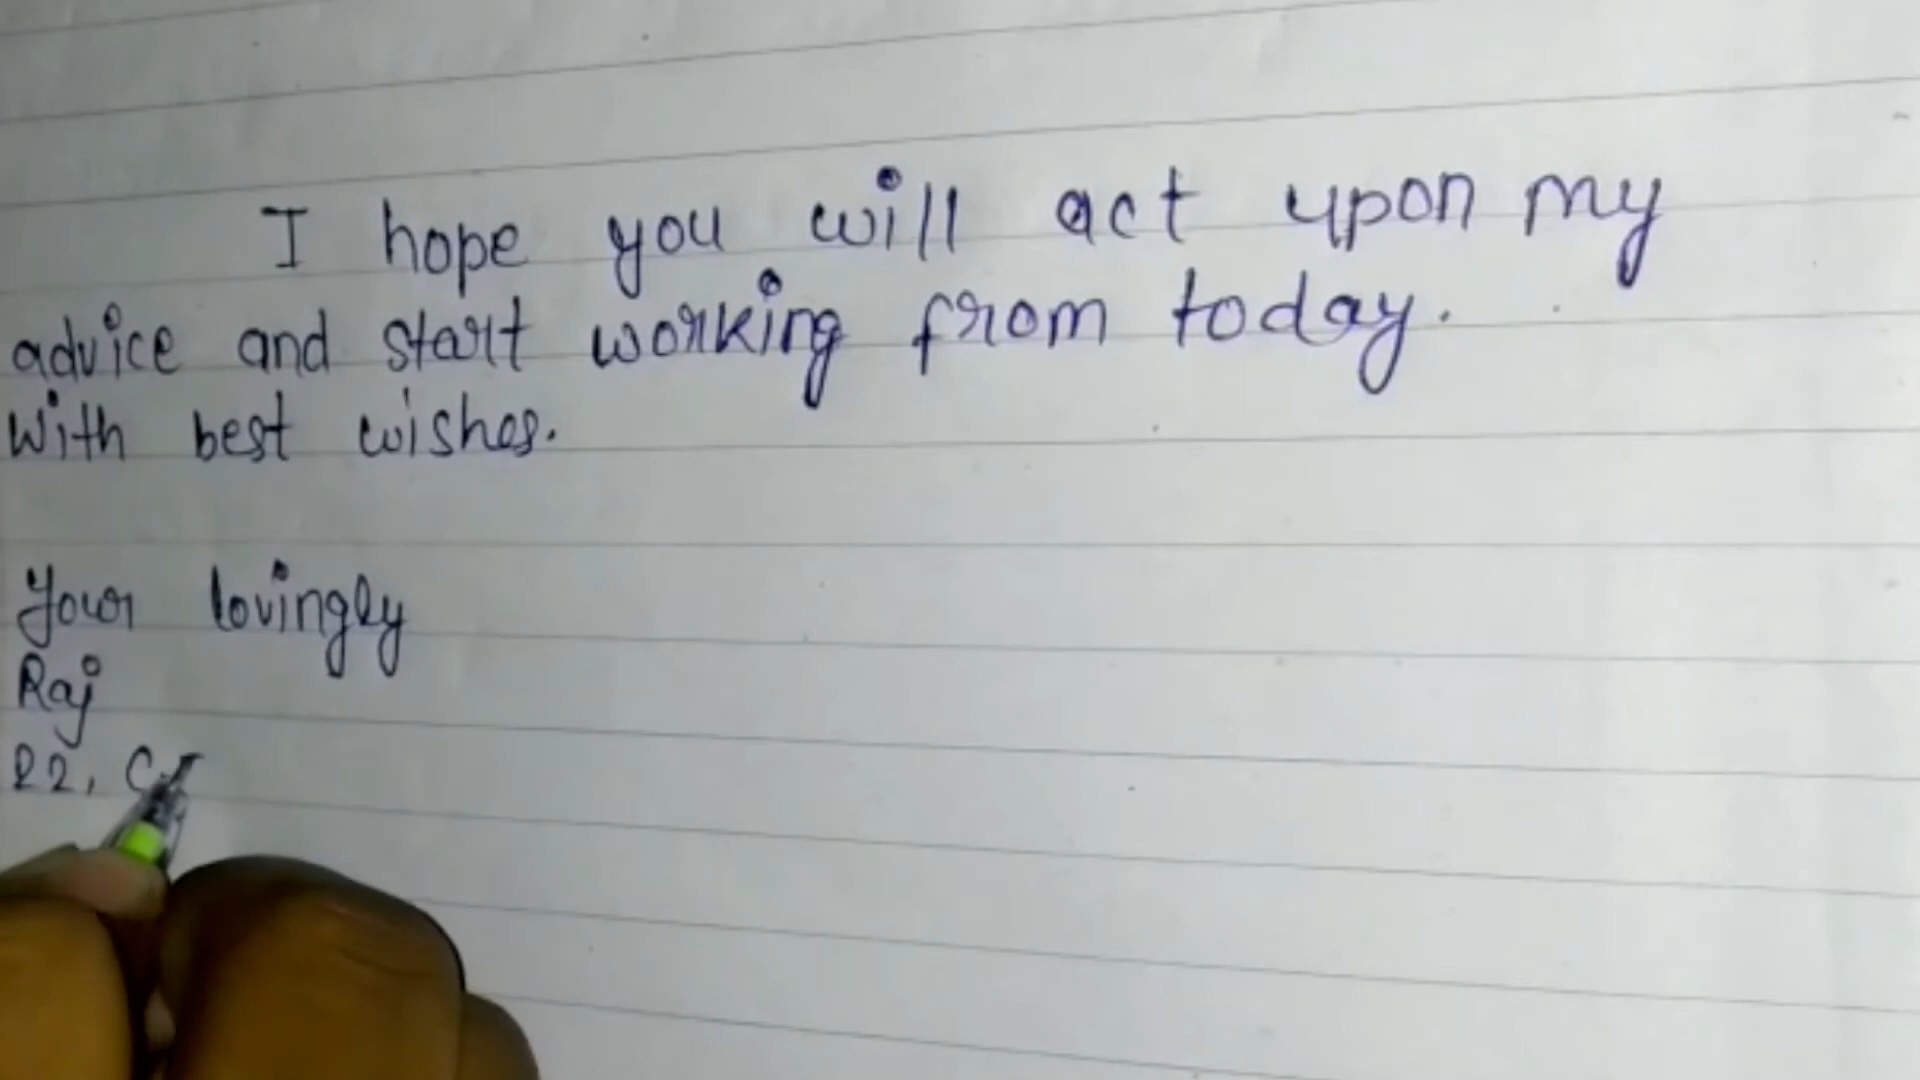 I hope you will act upon my
advice and start working from today.
With best wishes.
Your lovingly
Raj
22, C